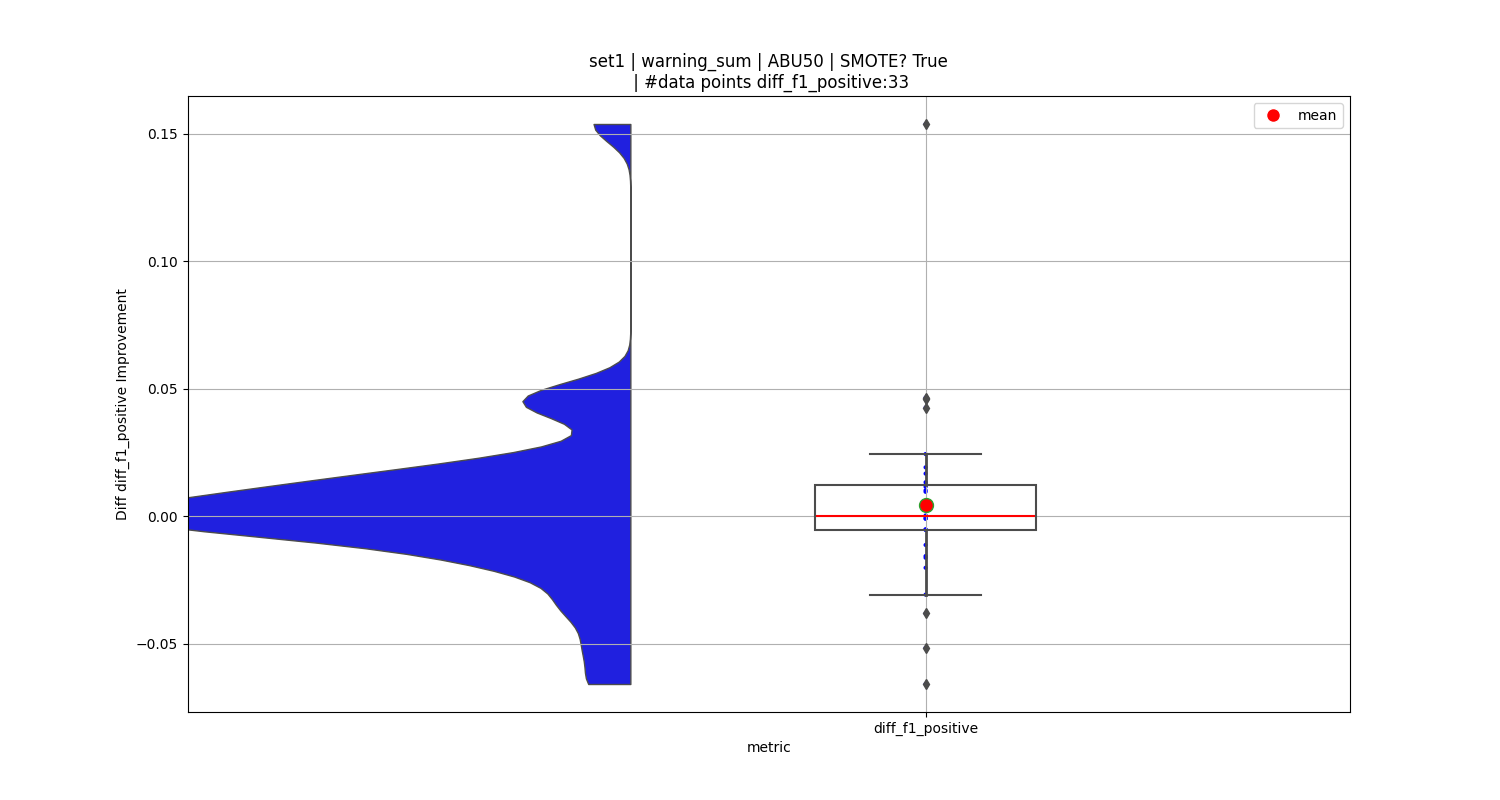 set1 | warning_sum | ABU50 | SMOTE? True
| #data points diff_f1_positive:33
mean
0.15
0.10
0.05
0.00
−0.05
Diff diff_f1_positive Improvement
diff_f1_positive
metric